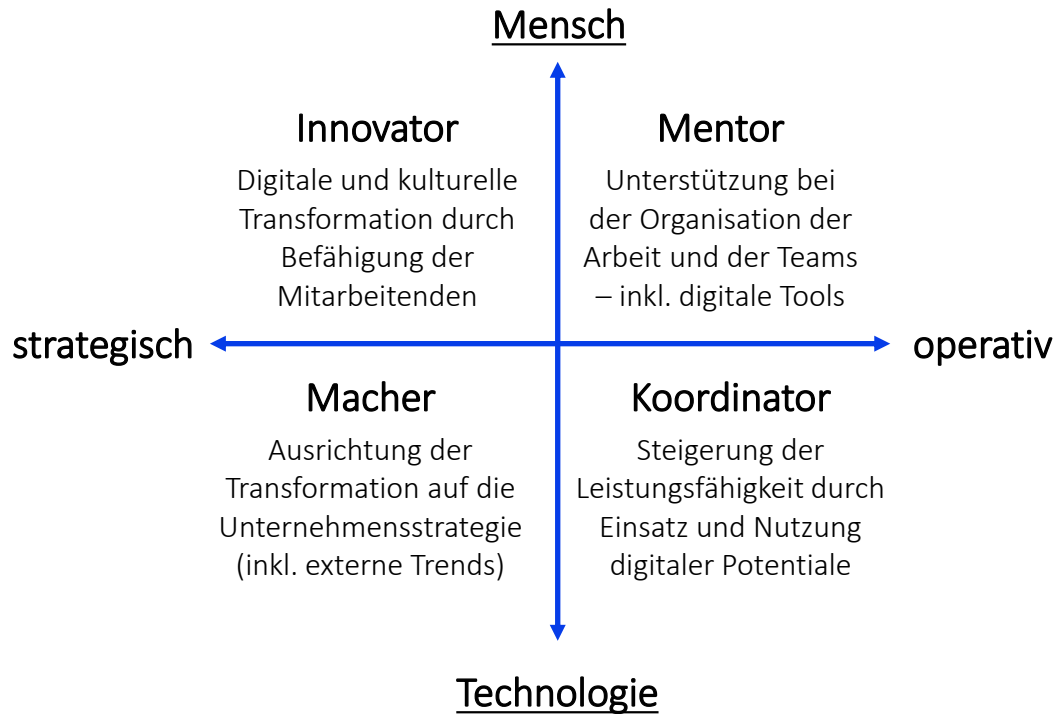 Mensch
Innovator
Digitale und kulturelle
Transformation durch
Befähigung der
Mitarbeitenden
Mentor
Unterstützung bei
der Organisation der
Arbeit und der Teams
– inkl. digitale Tools
strategisch
operativ
Macher
Ausrichtung der
Transformation auf die
Unternehmensstrategie
(inkl. externe Trends)
Koordinator
Steigerung der
Leistungsfähigkeit durch
Einsatz und Nutzung
digitaler Potentiale
Technologie